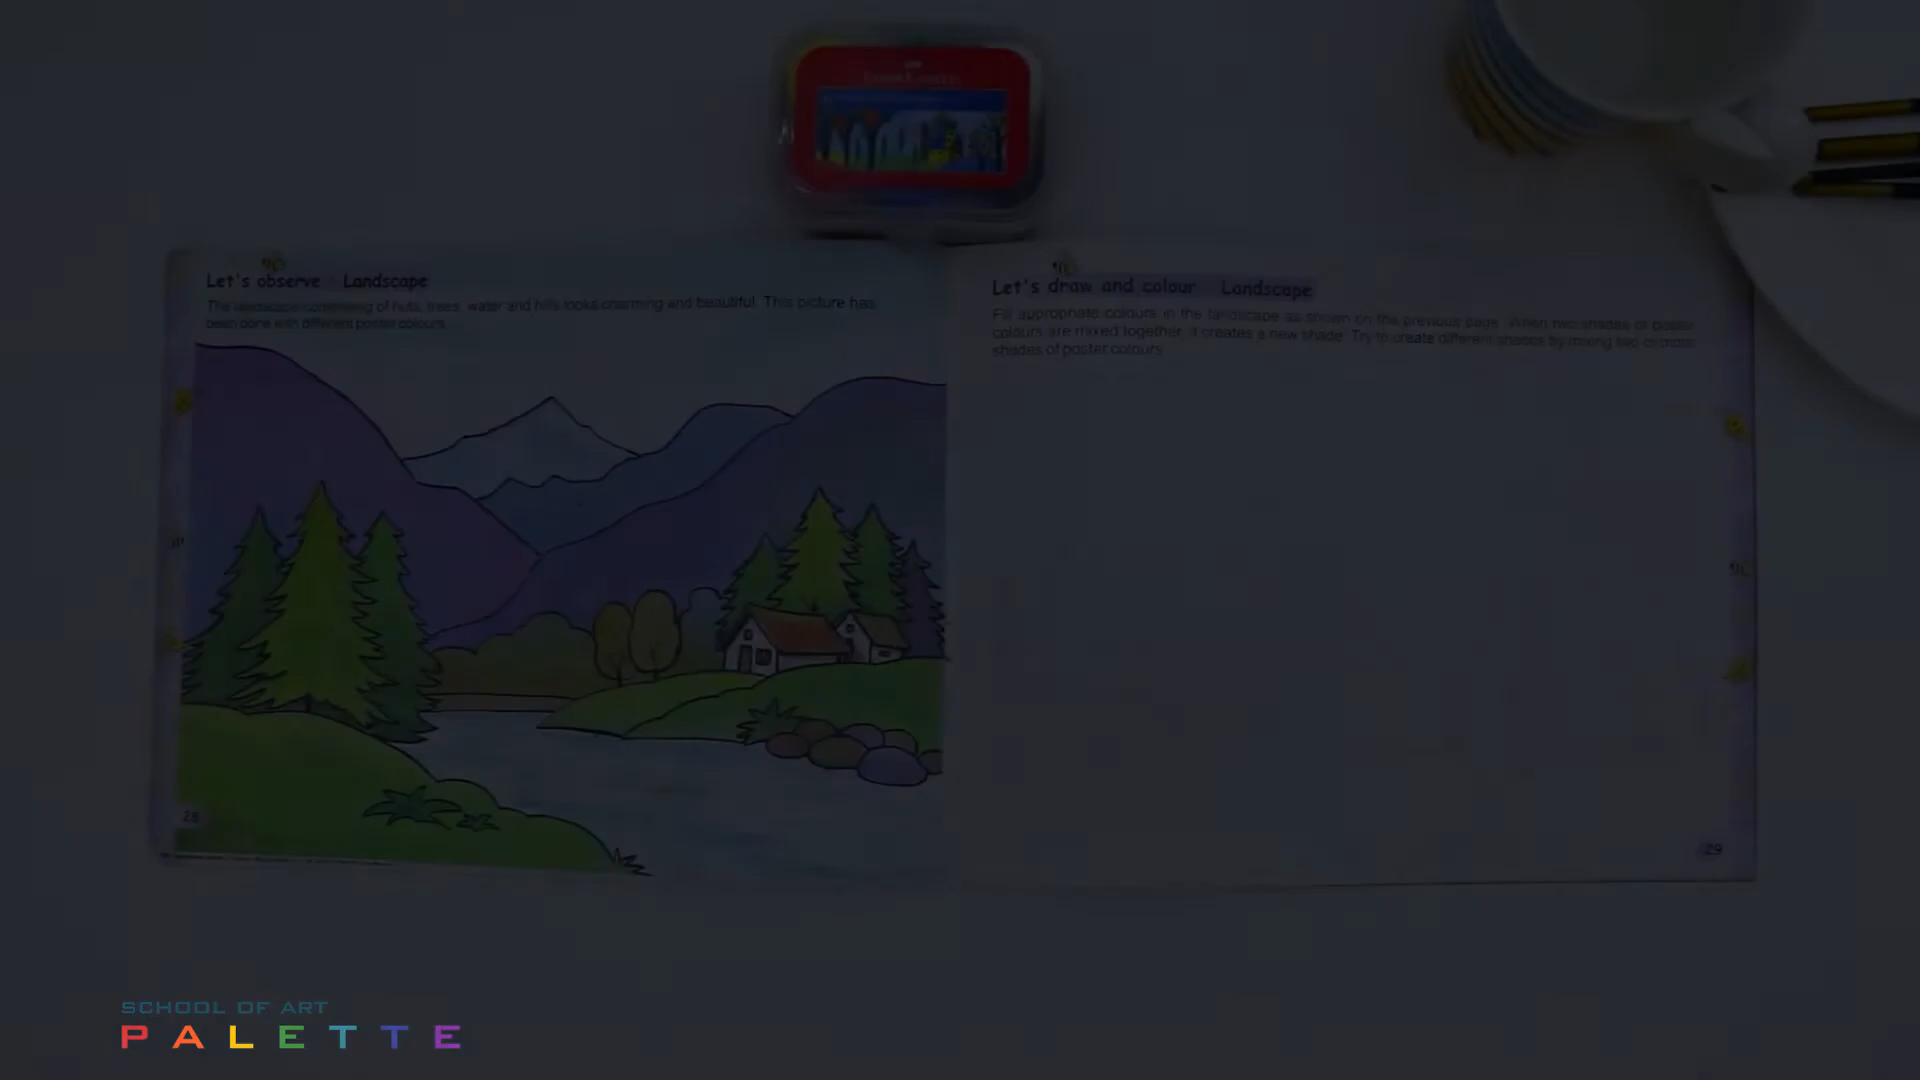 Let's observe : Landscape
The landscape comprising of huts, trees, water and hills looks charming and beautiful. This picture has
been done with different poster colours.
28
Let's draw and colour : Landscape
Fill appropriate colours in the landscape as shown on the previous page. When two shades of poster
colours are mixed together, it creates a new shade. Try to create different shades by mixing two or more
shades of poster colours.
29
SCHOOL OF ART
PALETTE